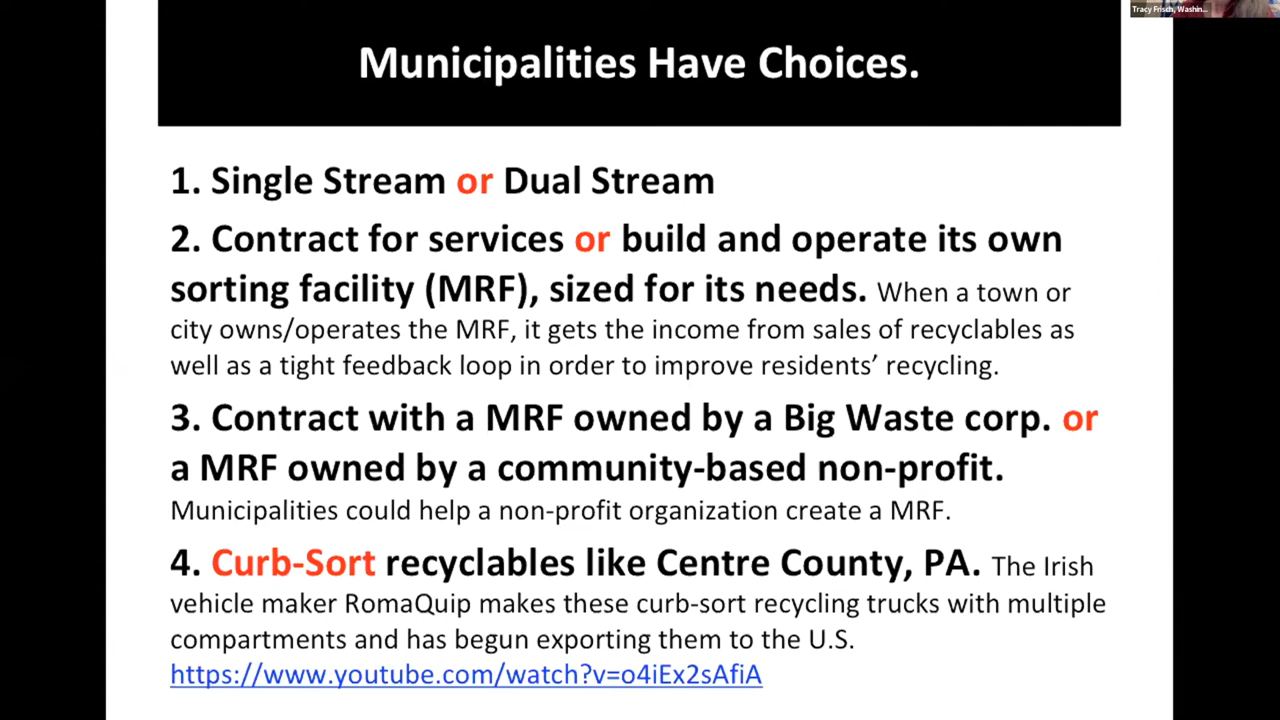 Tracy Frisch, Washin...
Municipalities Have Choices.
1. Single Stream or Dual Stream
2. Contract for services or build and operate its own
sorting facility (MRF), sized for its needs. When a town or
city owns/operates the MRF, it gets the income from sales of recyclables as
well as a tight feedback loop in order to improve residents’ recycling.
3. Contract with a MRF owned by a Big Waste corp. or
a MRF owned by a community-based non-profit.
Municipalities could help a non-profit organization create a MRF.
4. Curb-Sort recyclables like Centre County, PA. The Irish
vehicle maker RomaQuip makes these curb-sort recycling trucks with multiple
compartments and has begun exporting them to the U.S.
https://www.youtube.com/watch?v=o4iEx2sAfiA